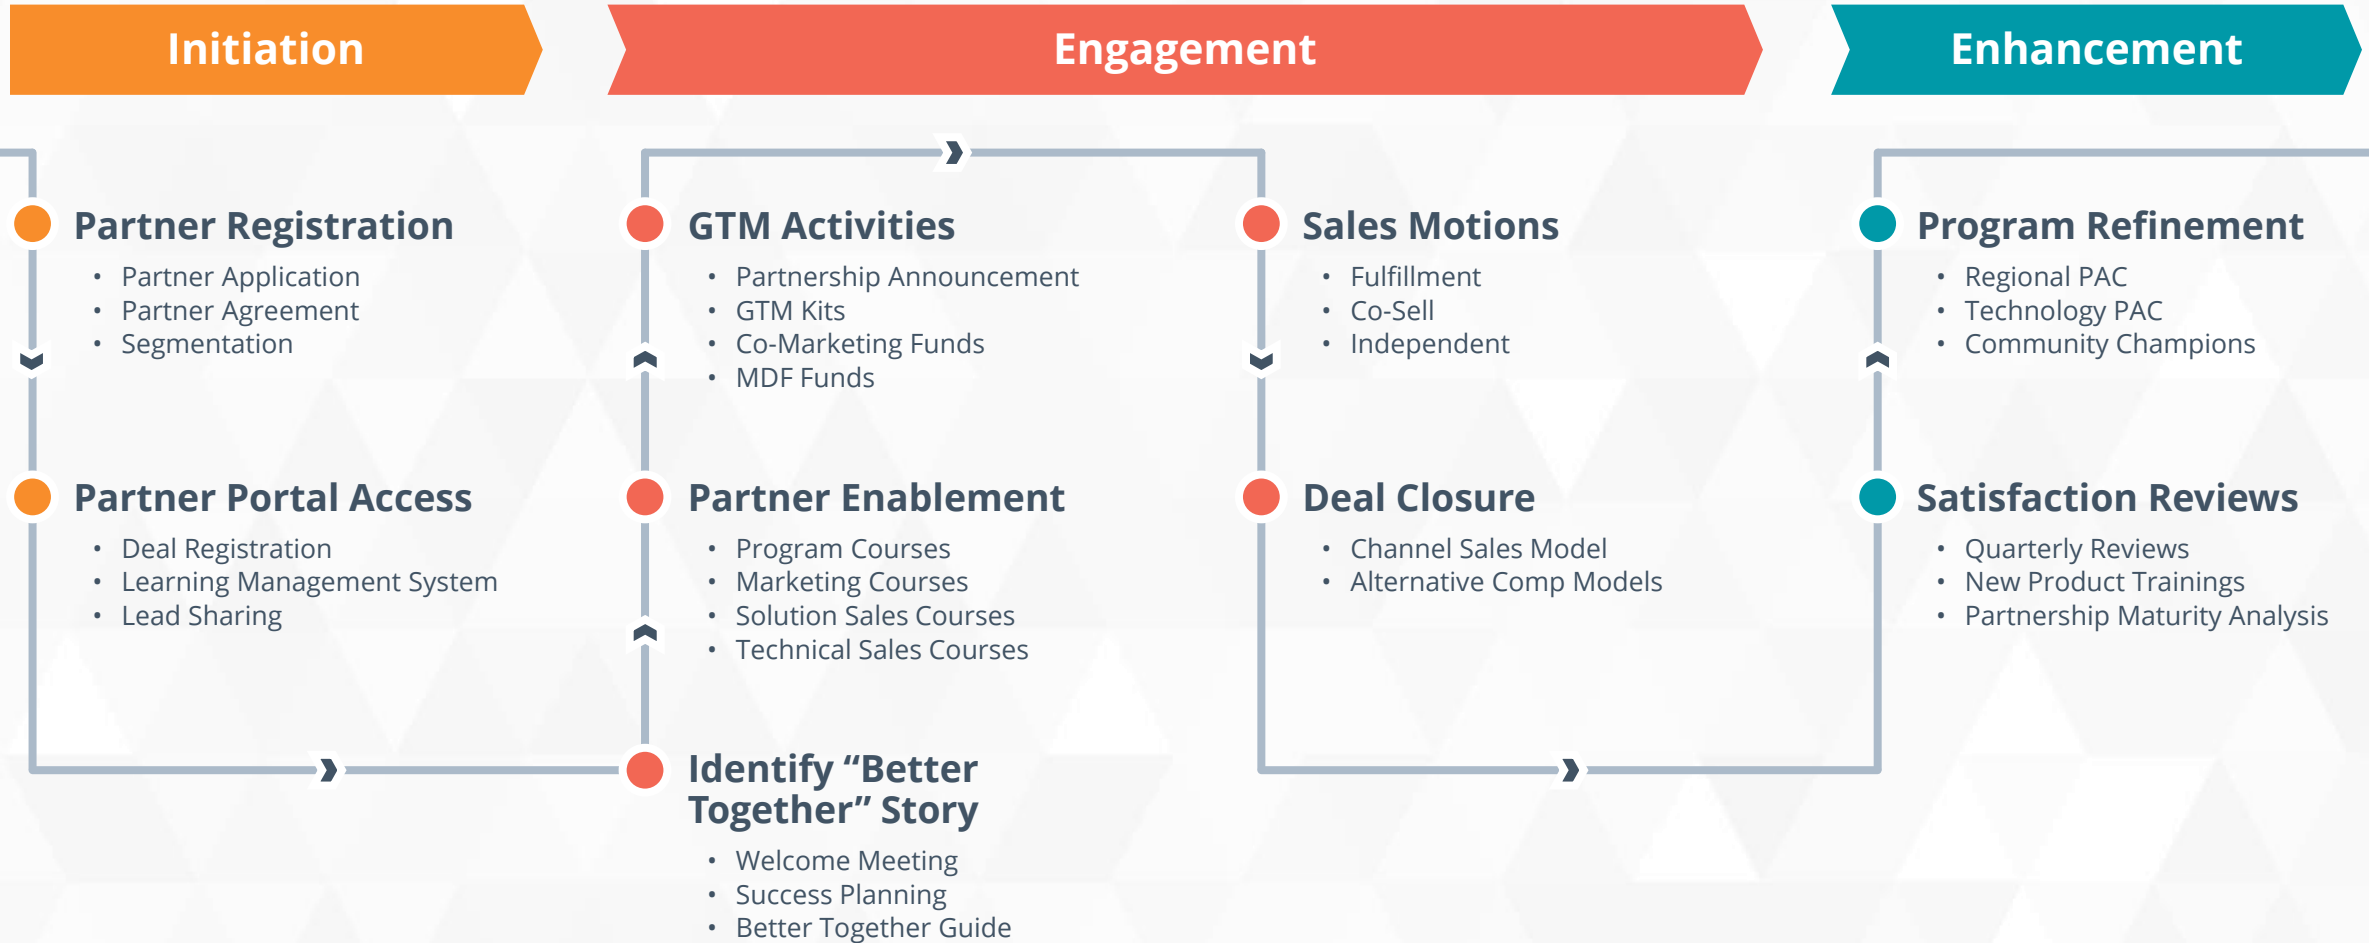 Initiation
Engagement
Enhancement
Partner Registration
• Partner Application
• Partner Agreement
• Segmentation
Partner Portal Access
• Deal Registration
• Learning Management System
• Lead Sharing
GTM Activities
• Partnership Announcement
• GTM Kits
• Co-Marketing Funds
• MDF Funds
Partner Enablement
• Program Courses
• Marketing Courses
• Solution Sales Courses
• Technical Sales Courses
Identify “Better
Together” Story
• Welcome Meeting
• Success Planning
• Better Together Guide
Sales Motions
• Fulfillment
• Co-Sell
• Independent
Deal Closure
• Channel Sales Model
• Alternative Comp Models
Program Refinement
• Regional PAC
• Technology PAC
• Community Champions
Satisfaction Reviews
• Quarterly Reviews
• New Product Trainings
• Partnership Maturity Analysis